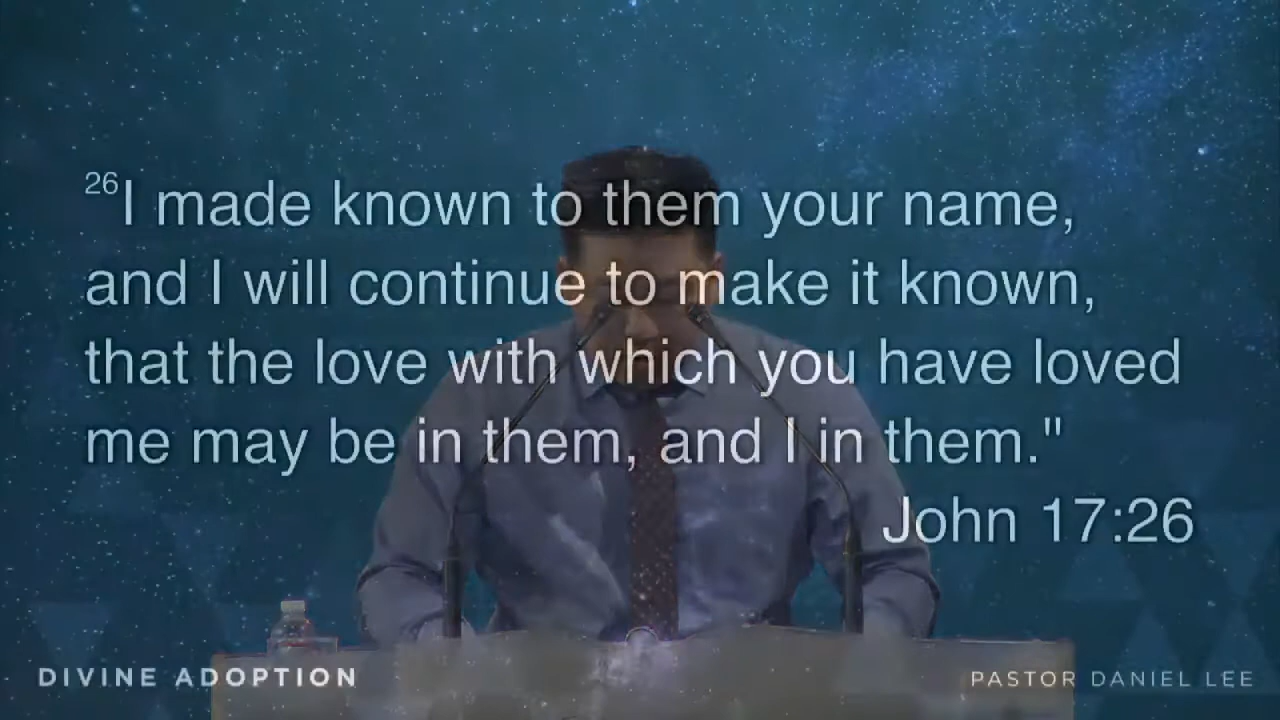 26I made known to them your name,
and I will continue to make it known,
that the love with which you have loved
me may be in them, and I in them."
John 17:26
DIVINE ADOPTION
PASTOR DANIEL LEE